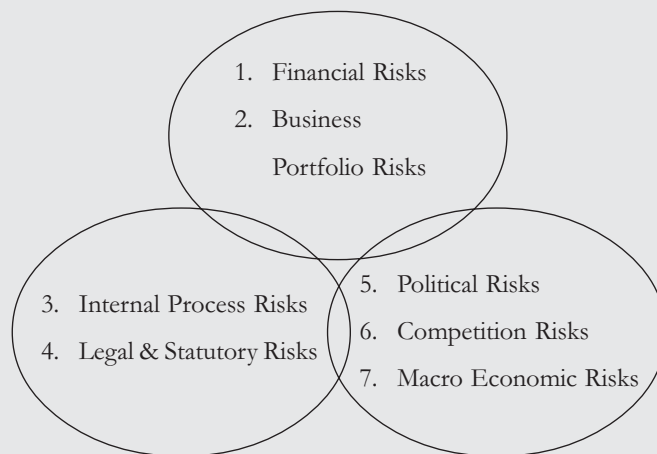 1. Financial Risks
2. Business
Portfolio Risks
3. Internal Process Risks
4. Legal & Statutory Risks
5. Political Risks
6. Competition Risks
7. Macro Economic Risks